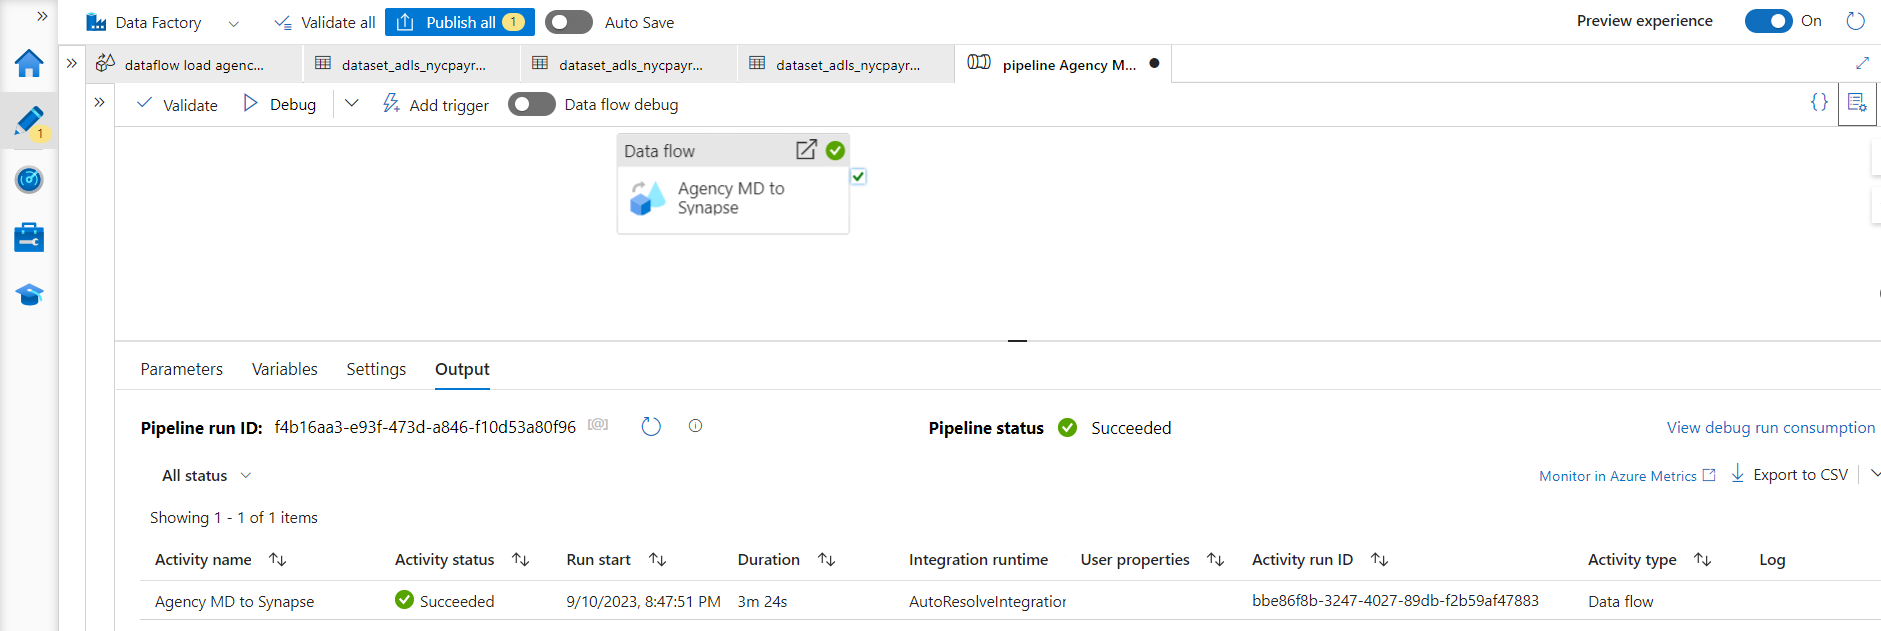 Data Factory Validate all Publish all 1 Auto Save Preview experience On
dataflow load agenc... dataset_adls_nycpayr... dataset_adls_nycpayr... dataset_adls_nycpayr... pipeline Agency M...
1
Validate Debug Add trigger Data flow debug {}
Data flow
Agency MD to
Synapse
Parameters Variables Settings Output
Pipeline run ID: f4b16aa3-e93f-473d-a846-f10d53a80f96 [@] Pipeline status Succeeded View debug run consumption
All status Monitor in Azure Metrics Export to CSV
Showing 1 - 1 of 1 items
Activity name Activity status Run start Duration Integration runtime User properties Activity run ID Activity type Log
Agency MD to Synapse Succeeded 9/10/2023, 8:47:51 PM 3m 24s AutoResolveIntegration bbe86f8b-3247-4027-89db-f2b59af47883 Data flow